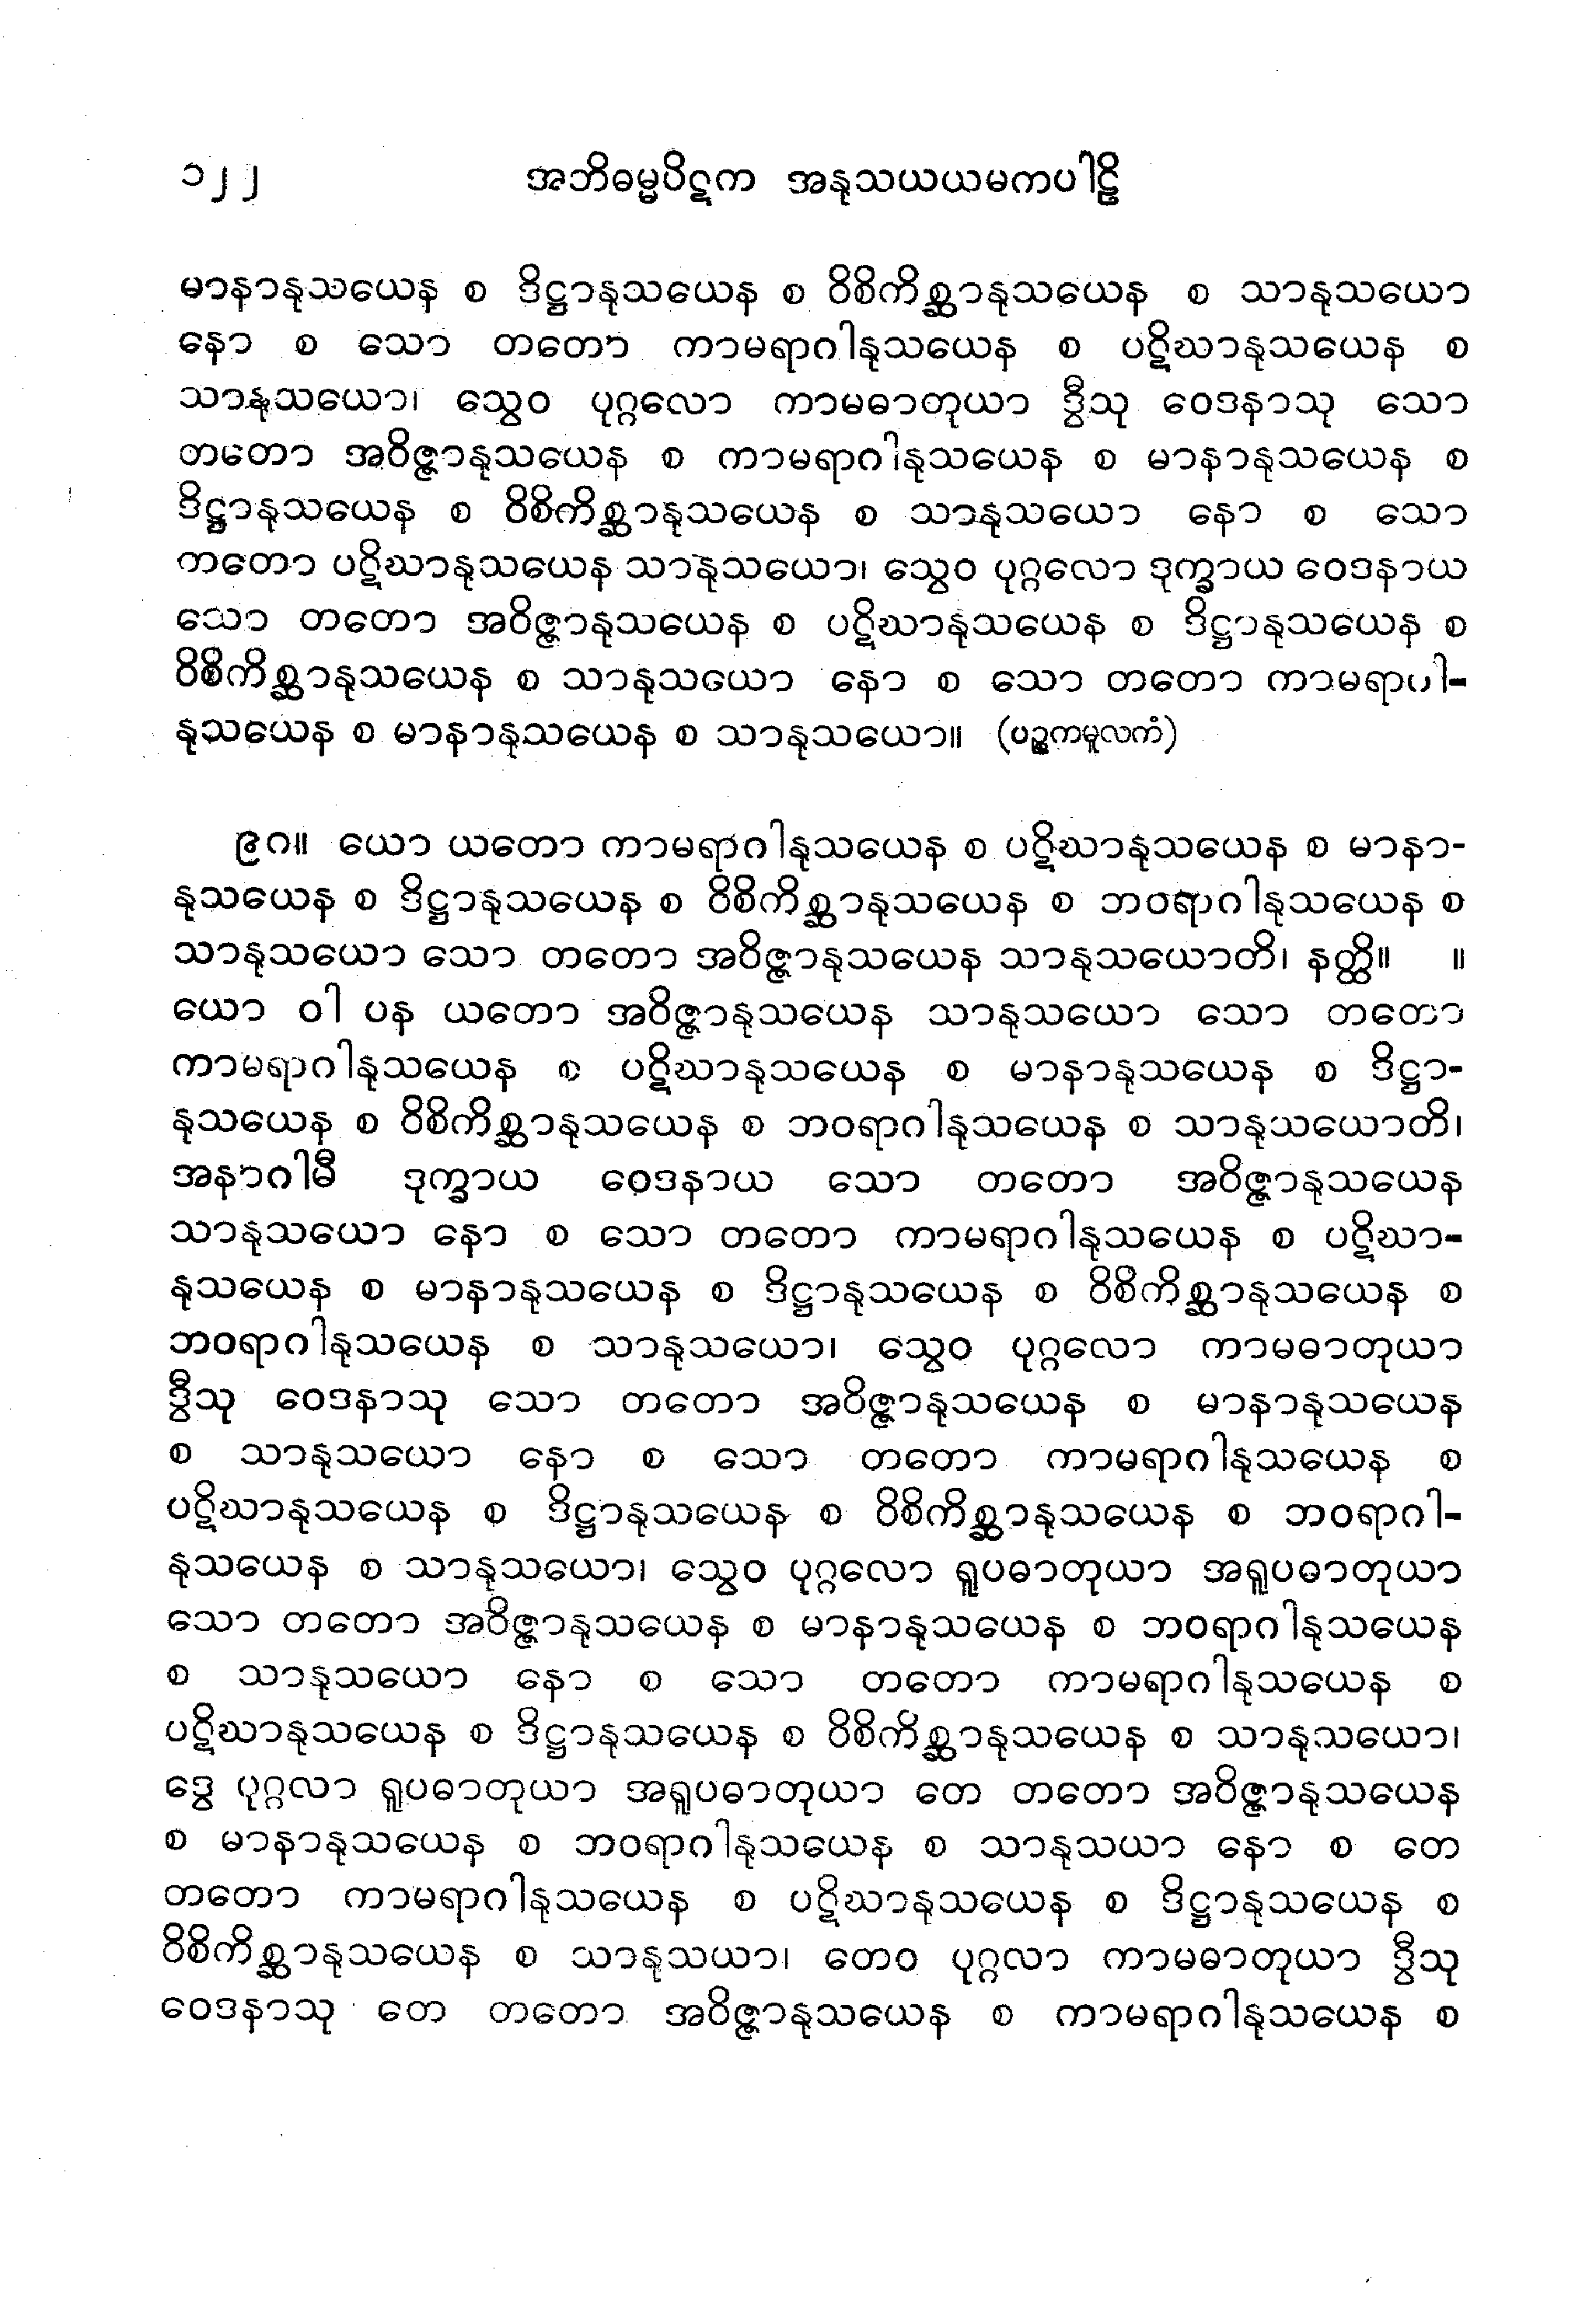 ၁၂၂ အဘိဓမ္မပိဋက အနုသယယမကပါဠိ
မာနာနုသယေန စ ဒိဋ္ဌာနုသယေန စ ဝိစိကိစ္ဆာနုသယေန စ သာနုသယော
နော စ သော တတော ကာမရာဂါနုသယေန စ ပဋိဃာနုသယေန စ
သာနုသယော၊ သွေဝ ပုဂ္ဂလော ကာမဓာတုယာ ဒွီသု ဝေဒနာသု သော
တတော အဝိဇ္ဇာနုသယေန စ ကာမရာဂါနုသယေန စ မာနာနုသယေန စ
ဒိဋ္ဌာနုသယေန စ ဝိစိကိစ္ဆာနုသယေန စ သာနုသယော နော စ သော
တတော ပဋိဃာနုသယေန သာနုသယော၊ သွေဝ ပုဂ္ဂလော ဒုက္ခာယ ဝေဒနာယ
သော တတော အဝိဇ္ဇာနုသယေန စ ပဋိဃာနုသယေန စ ဒိဋ္ဌာနုသယေန စ
ဝိစိကိစ္ဆာနုသယေန စ သာနုသယော နော စ သော တတော ကာမရာဂါ-
နုသယေန စ မာနာနုသယေန စ သာနုသယော။ (ပဉ္စကမူလကံ)
၉၈။ ယော ယတော ကာမရာဂါနုသယေန စ ပဋိဃာနုသယေန စ မာနာ-
နုသယေန စ ဒိဋ္ဌာနုသယေန စ ဝိစိကိစ္ဆာနုသယေန စ ဘဝရာဂါနုသယေန စ
သာနုသယော သော တတော အဝိဇ္ဇာနုသယေန သာနုသယောတိ၊ နတ္ထိ။ ။
ယော ဝါ ပန ယတော အဝိဇ္ဇာနုသယေန သာနုသယော သော တတော
ကာမရာဂါနုသယေန စ ပဋိဃာနုသယေန စ မာနာနုသယေန စ ဒိဋ္ဌာ-
နုသယေန စ ဝိစိကိစ္ဆာနုသယေန စ ဘဝရာဂါနုသယေန စ သာနုသယောတိ၊
အနာဂါမီ ဒုက္ခာယ ဝေဒနာယ သော တတော အဝိဇ္ဇာနုသယေန
သာနုသယော နော စ သော တတော ကာမရာဂါနုသယေန စ ပဋိဃာ-
နုသယေန စ မာနာနုသယေန စ ဒိဋ္ဌာနုသယေန စ ဝိစိကိစ္ဆာနုသယေန စ
ဘဝရာဂါနုသယေန စ သာနုသယော၊ သွေဝ ပုဂ္ဂလော ကာမဓာတုယာ
ဒွီသု ဝေဒနာသု သော တတော အဝိဇ္ဇာနုသယေန စ မာနာနုသယေန
စ သာနုသယော နော စ သော တတော ကာမရာဂါနုသယေန စ
ပဋိဃာနုသယေန စ ဒိဋ္ဌာနုသယေန စ ဝိစိကိစ္ဆာနုသယေန စ ဘဝရာဂါ-
နုသယေန စ သာနုသယော၊ သွေဝ ပုဂ္ဂလော ရူပဓာတုယာ အရူပဓာတုယာ
သော တတော အဝိဇ္ဇာနုသယေန စ မာနာနုသယေန စ ဘဝရာဂါနုသယေန
စ သာနုသယော နော စ သော တတော ကာမရာဂါနုသယေန စ
ပဋိဃာနုသယေန စ ဒိဋ္ဌာနုသယေန စ ဝိစိကိစ္ဆာနုသယေန စ သာနုသယော၊
ဒွေ ပုဂ္ဂလာ ရူပဓာတုယာ အရူပဓာတုယာ တေ တတော အဝိဇ္ဇာနုသယေန
စ မာနာနုသယေန စ ဘဝရာဂါနုသယေန စ သာနုသယာ နော စ တေ
တတော ကာမရာဂါနုသယေန စ ပဋိဃာနုသယေန စ ဒိဋ္ဌာနုသယေန စ
ဝိစိကိစ္ဆာနုသယေန စ သာနုသယာ၊ တေဝ ပုဂ္ဂလာ ကာမဓာတုယာ ဒွီသု
ဝေဒနာသု တေ တတော အဝိဇ္ဇာနုသယေန စ ကာမရာဂါနုသယေန စ